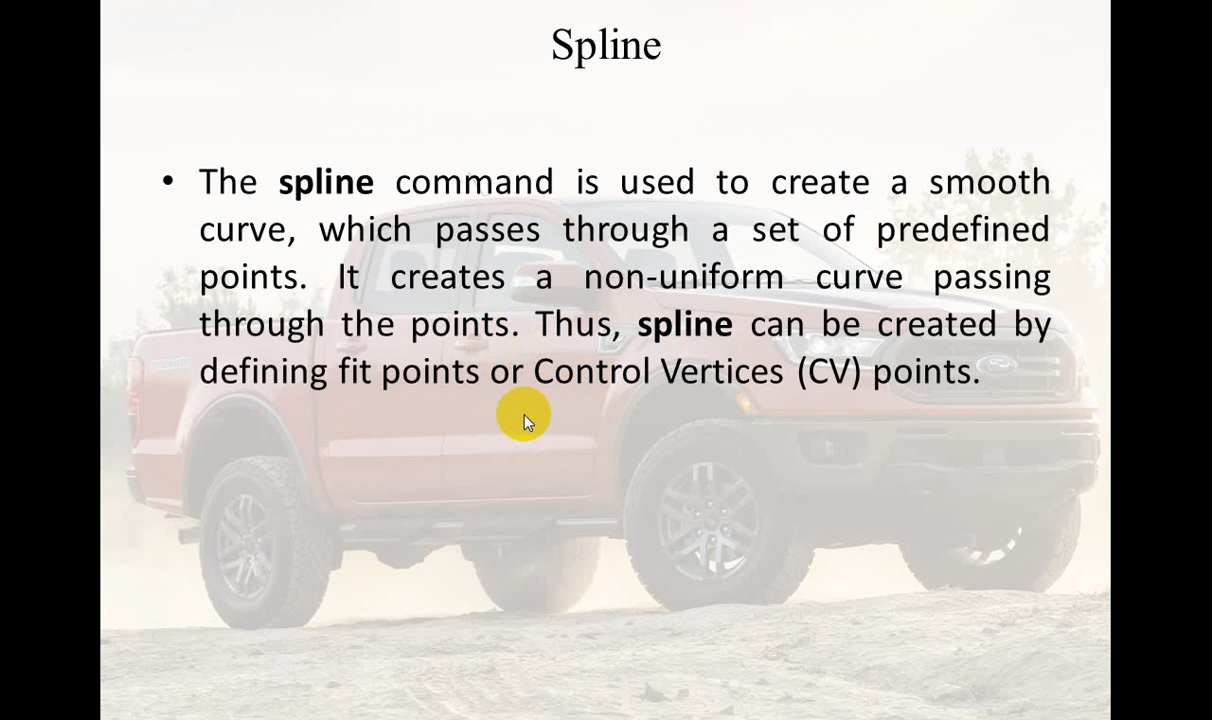 Spline
• The spline command is used to create a smooth
curve, which passes through a set of predefined
points. It creates a non-uniform curve passing
through the points. Thus, spline can be created by
defining fit points or Control Vertices (CV) points.